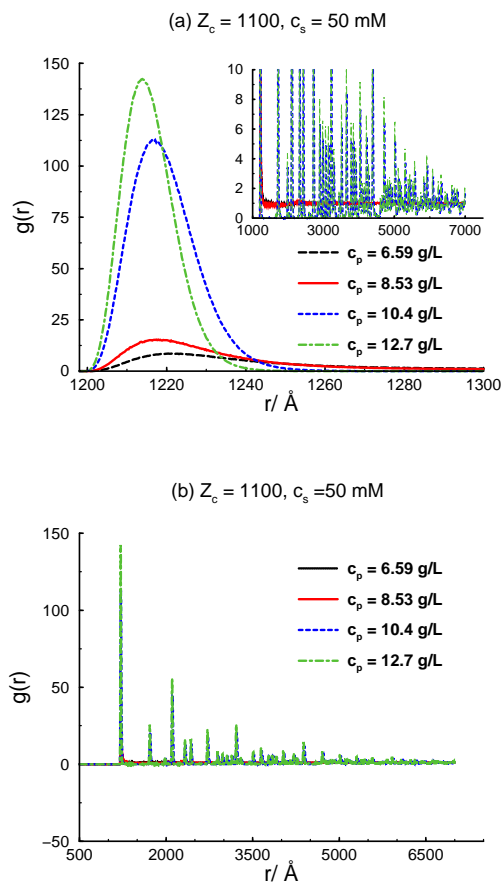 (a) Z_c = 1100, c_s = 50 mM
150
125
100
75
50
25
0
g(r)
1200 1220 1240 1260 1280 1300
r/ Å
10
8
6
4
2
0
1000 3000 5000 7000
c_p = 6.59 g/L
c_p = 8.53 g/L
c_p = 10.4 g/L
c_p = 12.7 g/L
(b) Z_c = 1100, c_s =50 mM
150
100
50
0
−50
g(r)
c_p = 6.59 g/L
c_p = 8.53 g/L
c_p = 10.4 g/L
c_p = 12.7 g/L
500 2000 3500 5000 6500
r/ Å